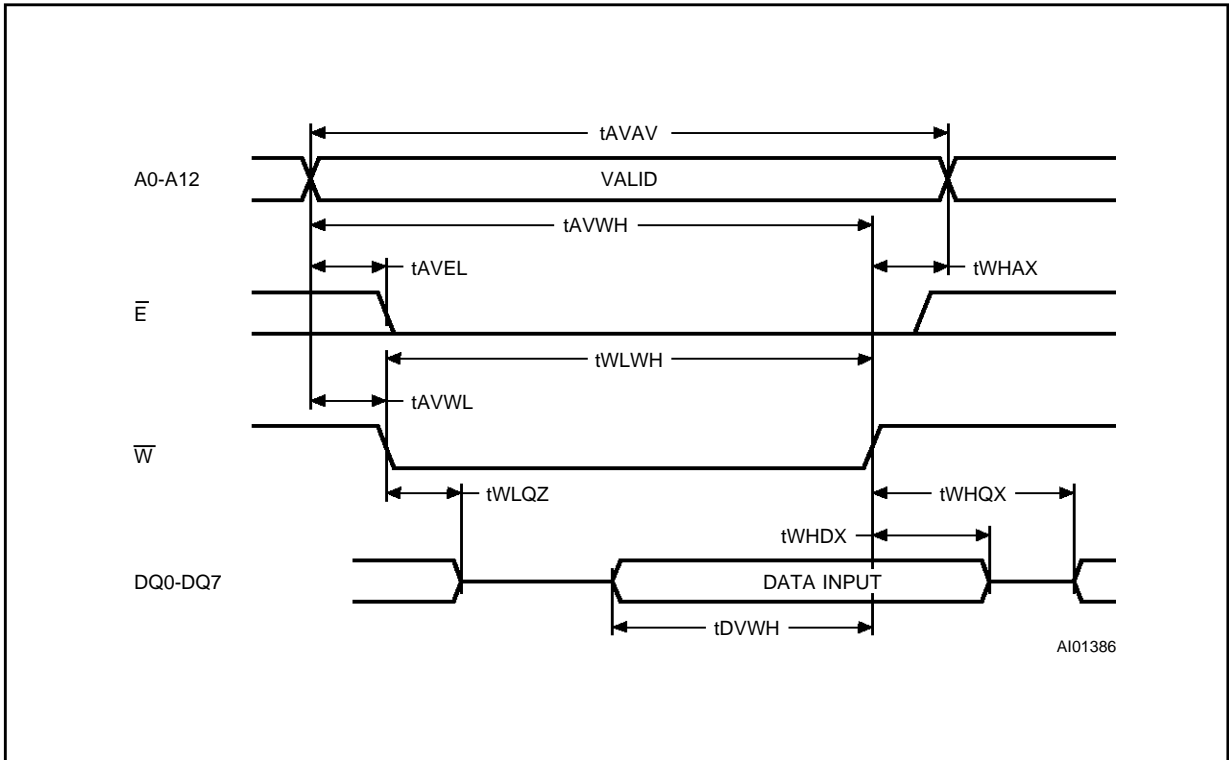 tAVAV
A0-A12
VALID
tAVWH
tAVEL
tWHAX
E̅
tWLWH
tAVWL
W̅
tWLQZ
tWHQX
tWHDX
DQ0-DQ7
DATA INPUT
tDVWH
AI01386